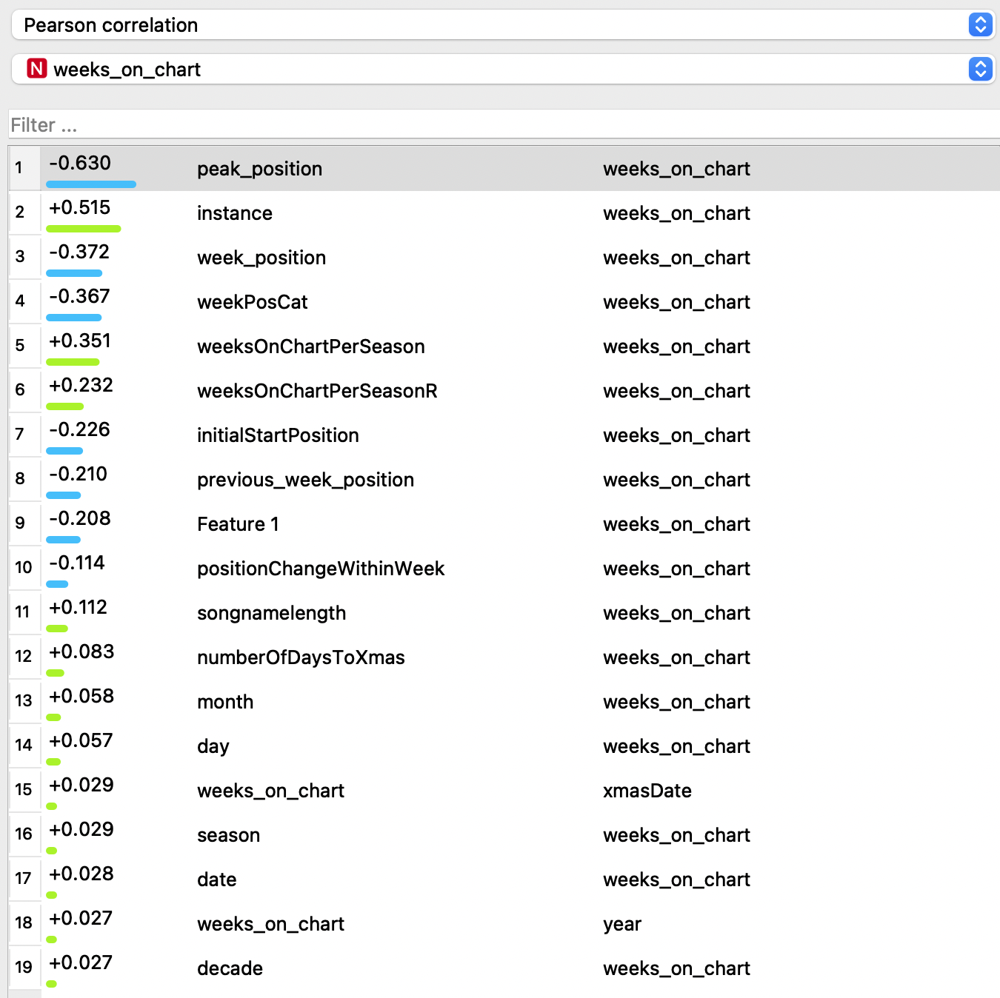 Pearson correlation
N weeks_on_chart
Filter ...
1 -0.630 peak_position weeks_on_chart
2 +0.515 instance weeks_on_chart
3 -0.372 week_position weeks_on_chart
4 -0.367 weekPosCat weeks_on_chart
5 +0.351 weeksOnChartPerSeason weeks_on_chart
6 +0.232 weeksOnChartPerSeasonR weeks_on_chart
7 -0.226 initialStartPosition weeks_on_chart
8 -0.210 previous_week_position weeks_on_chart
9 -0.208 Feature 1 weeks_on_chart
10 -0.114 positionChangeWithinWeek weeks_on_chart
11 +0.112 songnamelength weeks_on_chart
12 +0.083 numberOfDaysToXmas weeks_on_chart
13 +0.058 month weeks_on_chart
14 +0.057 day weeks_on_chart
15 +0.029 weeks_on_chart xmasDate
16 +0.029 season weeks_on_chart
17 +0.028 date weeks_on_chart
18 +0.027 weeks_on_chart year
19 +0.027 decade weeks_on_chart